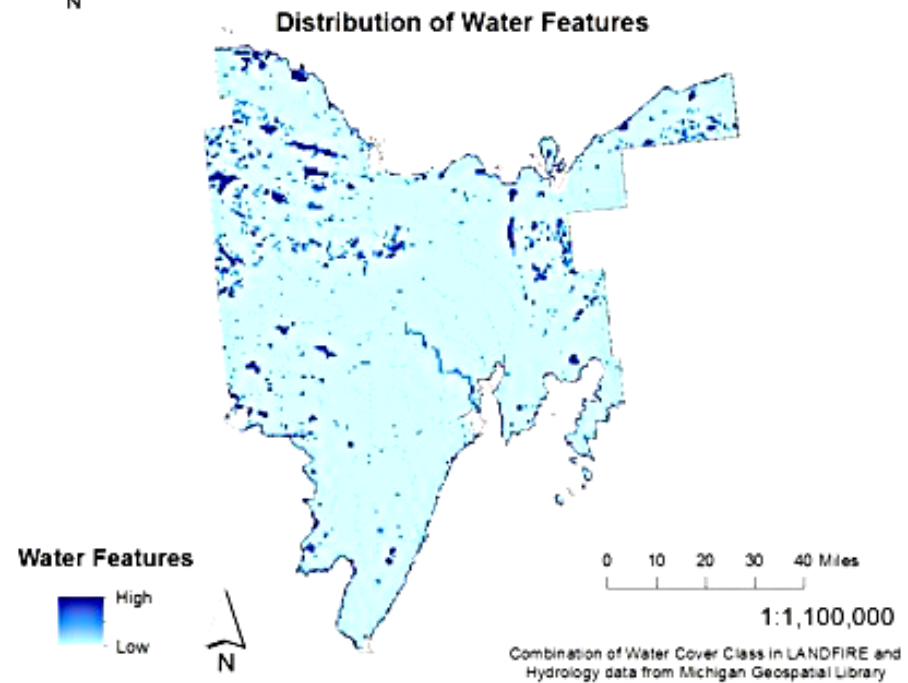 N
Distribution of Water Features
Water Features
High
Low
N
0 10 20 30 40 Miles
1:1,100,000
Combination of Water Cover Class in LANDFIRE and
Hydrology data from Michigan Geospatial Library